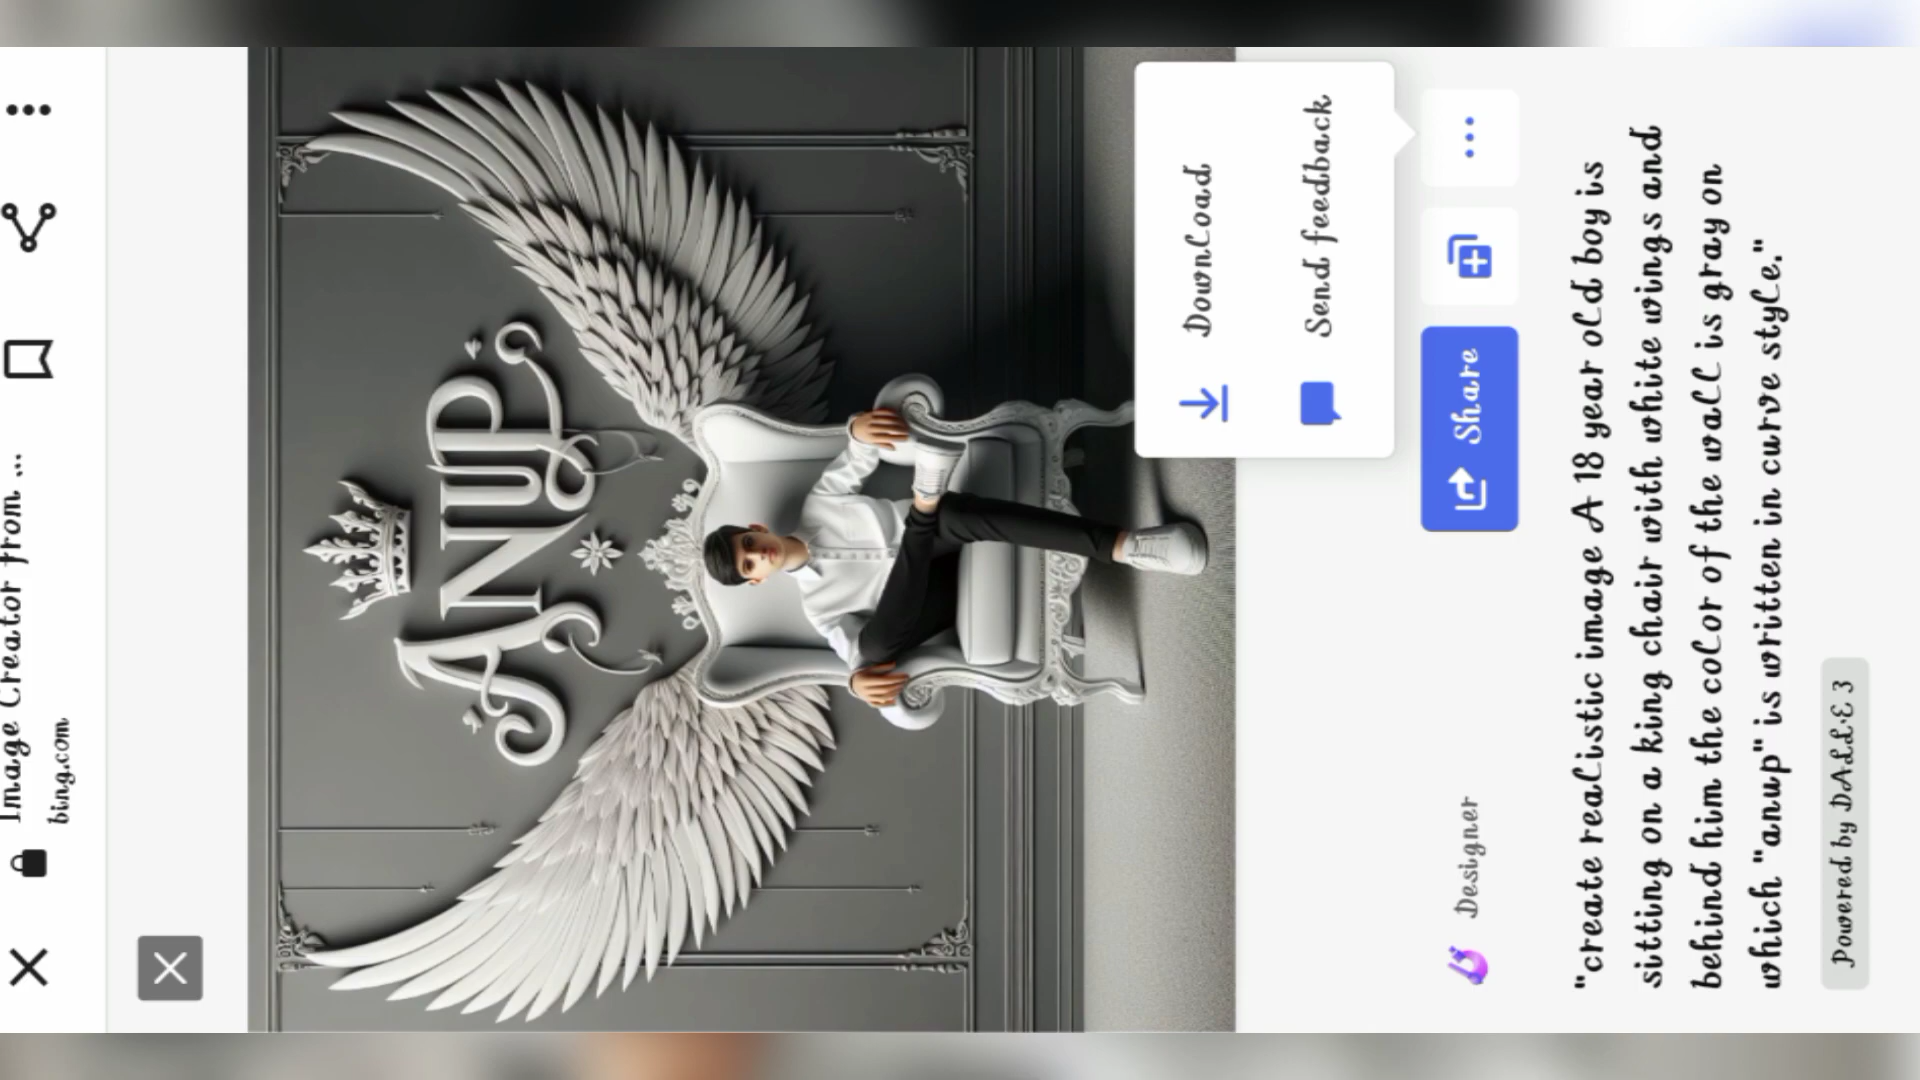 Image Creator from ...
bing.com
ANUP
Download
Send feedback
Designer
Share
"create realistic image A 18 year old boy is
sitting on a king chair with white wings and
behind him the color of the wall is gray on
which "anup" is written in curve style."
Powered by DALL·E 3